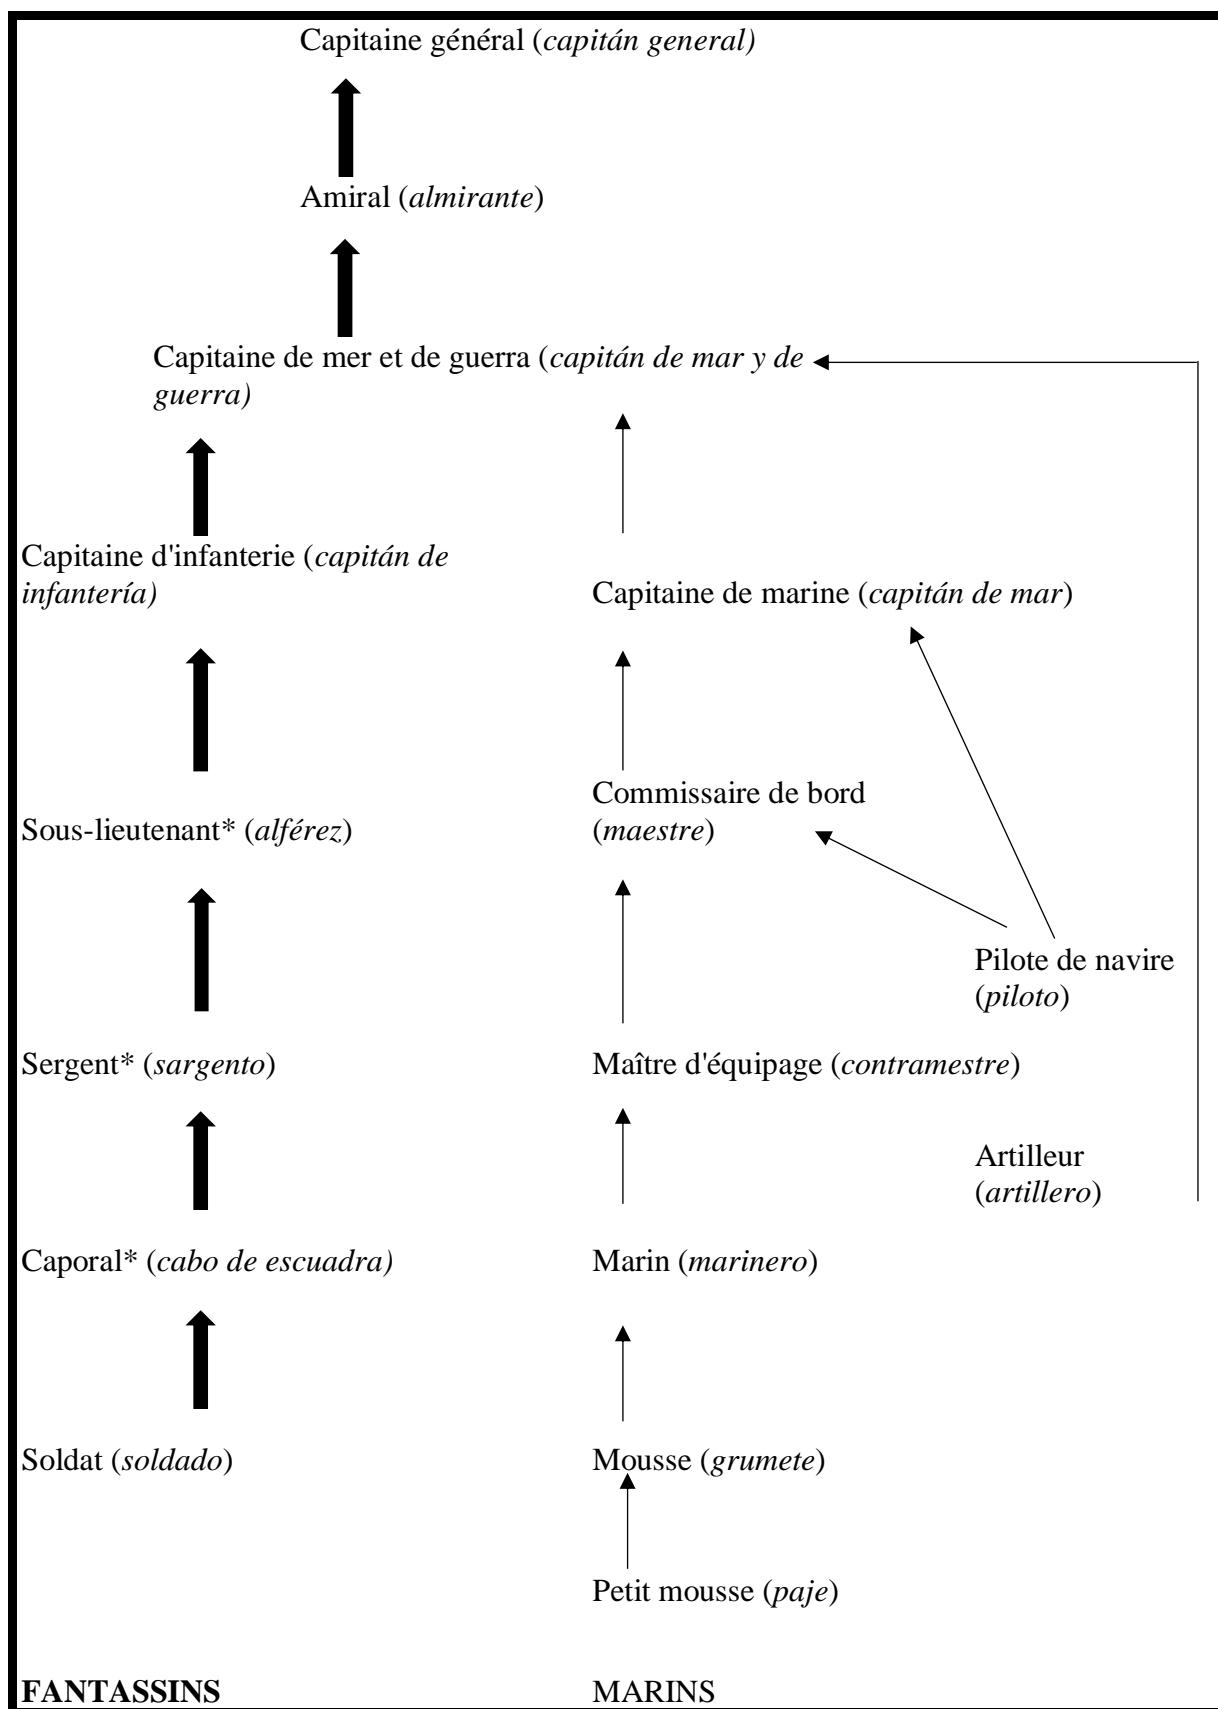 Capitaine général (capitán general)
Amiral (almirante)
Capitaine de mer et de guerra (capitán de mar y de
guerra)
Capitaine d'infanterie (capitán de
infantería)
Capitaine de marine (capitán de mar)
Commissaire de bord
(maestre)
Sous-lieutenant* (alférez)
Pilote de navire
(piloto)
Sergent* (sargento)
Maître d'équipage (contramestre)
Artilleur
(artillero)
Caporal* (cabo de escuadra)
Marin (marinero)
Soldat (soldado)
Mousse (grumete)
Petit mousse (paje)
FANTASSINS
MARINS